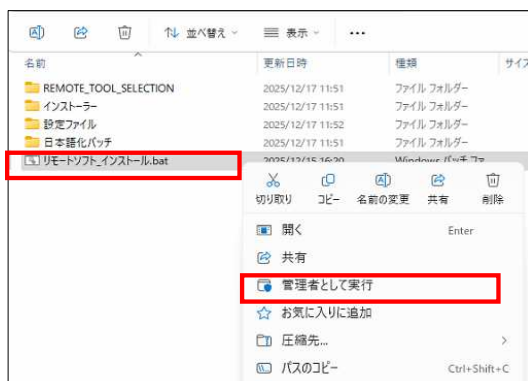 並べ替え 表示 ...
名前 更新日時 種類 サイズ
REMOTE_TOOL_SELECTION 2025/12/17 11:51 ファイル フォルダー
インストーラー 2025/12/17 11:51 ファイル フォルダー
設定ファイル 2025/12/17 11:52 ファイル フォルダー
日本語化パッチ 2025/12/17 11:51 ファイル フォルダー
リモートソフト_インストール.bat 2025/12/15 16:20 Windows バッチ ファ
切り取り コピー 名前の変更 共有 削除
開く Enter
共有
管理者として実行
お気に入りに追加
圧縮先...
パスのコピー Ctrl+Shift+C